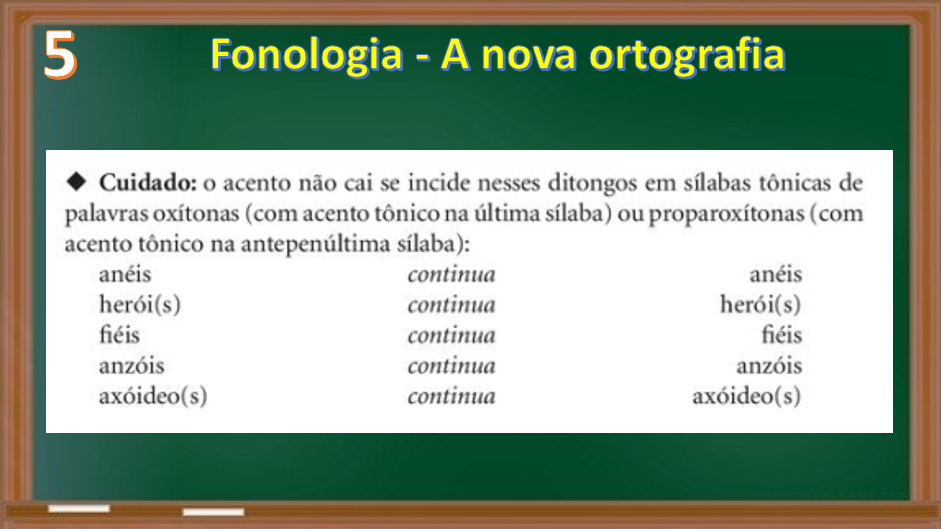 5
Fonologia - A nova ortografia
◆ Cuidado: o acento não cai se incide nesses ditongos em sílabas tônicas de
palavras oxítonas (com acento tônico na última sílaba) ou proparoxítonas (com
acento tônico na antepenúltima sílaba):
anéis continua anéis
herói(s) continua herói(s)
fiéis continua fiéis
anzóis continua anzóis
axóideo(s) continua axóideo(s)